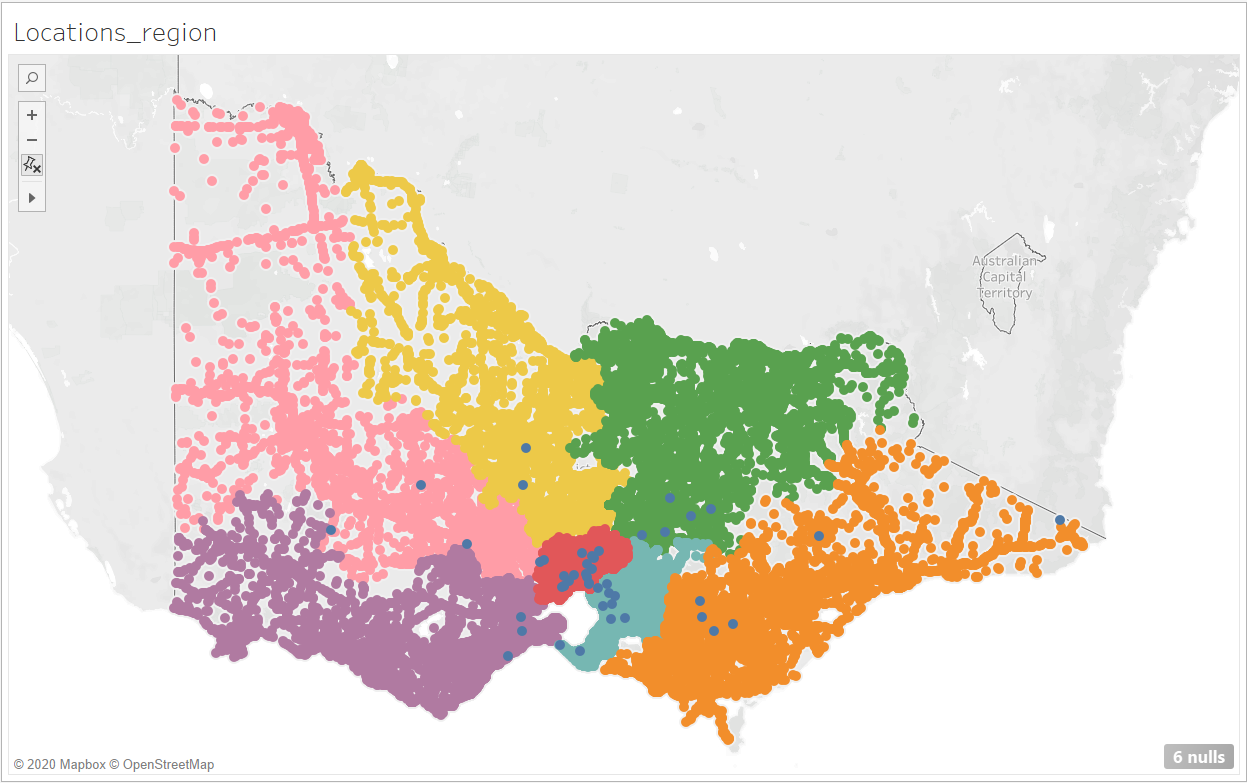 Locations_region
Australian
Capital
Territory
© 2020 Mapbox © OpenStreetMap
6 nulls